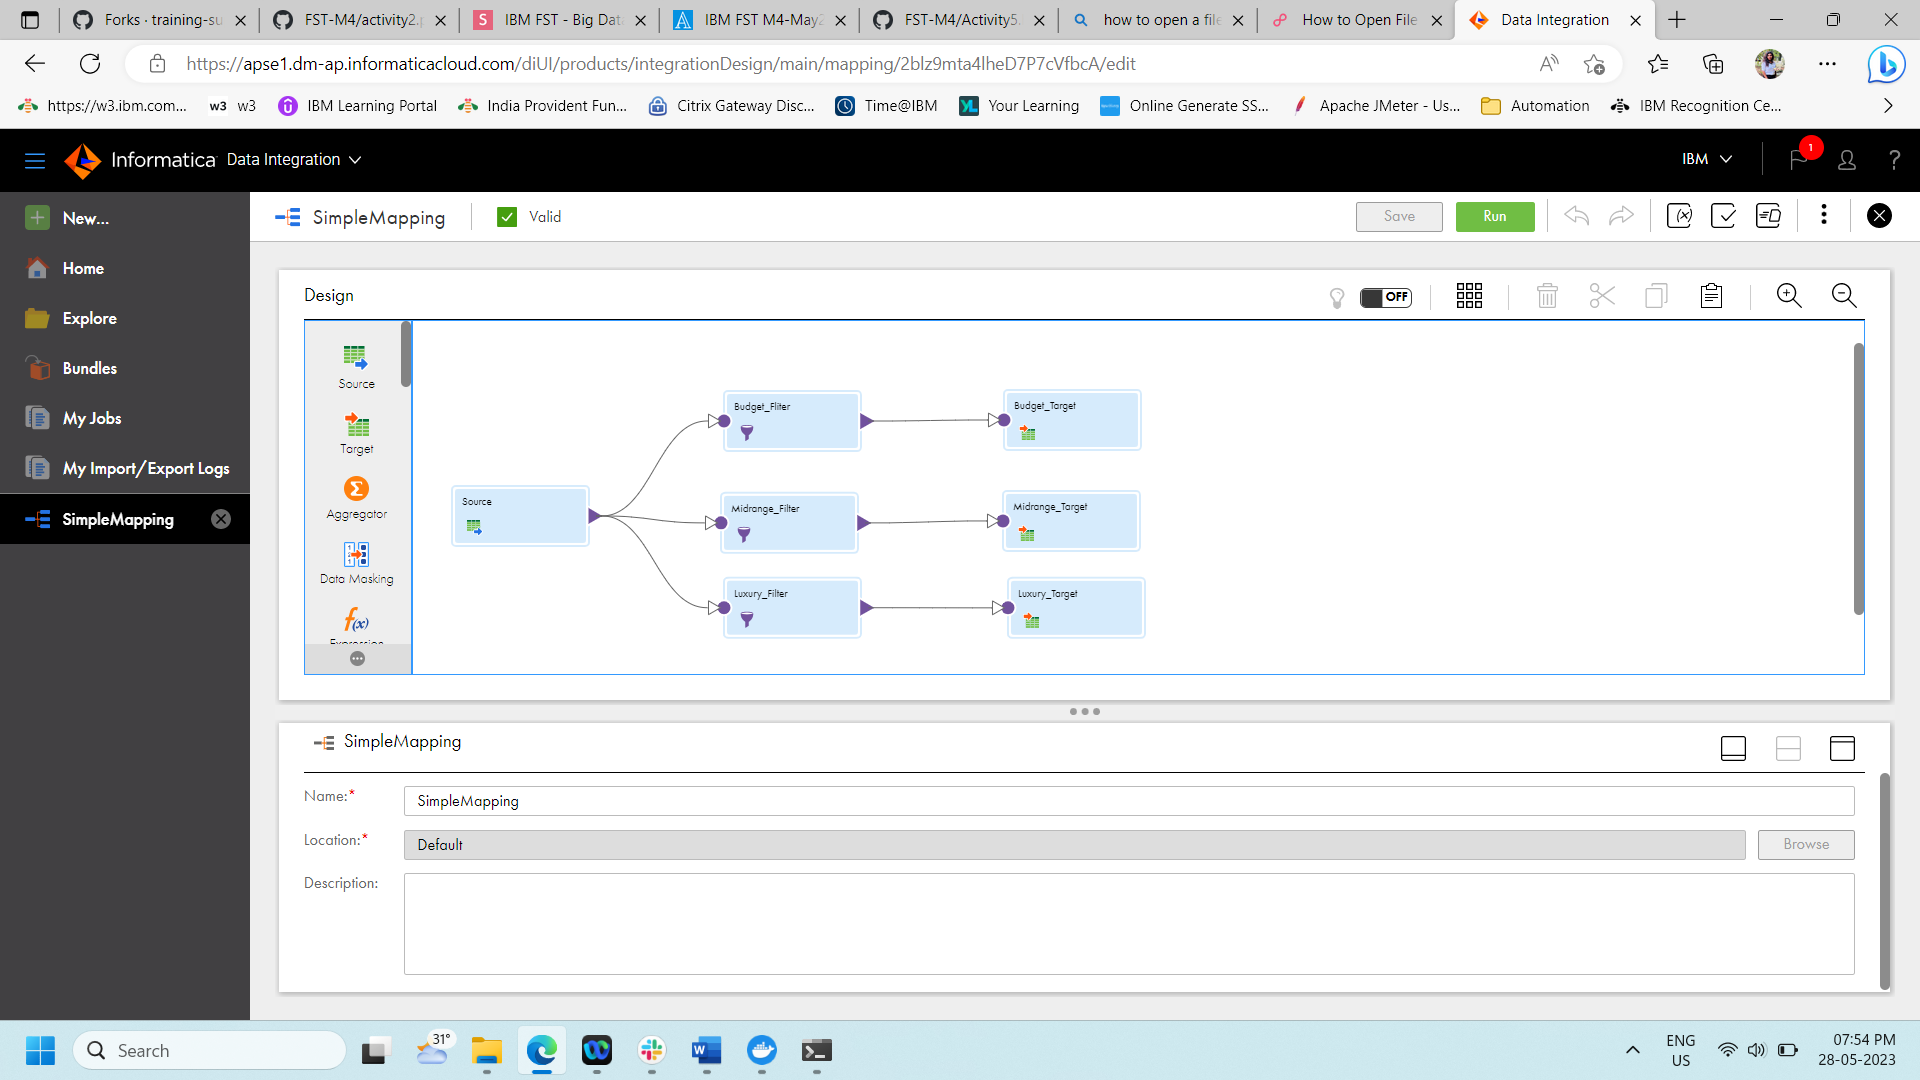 Forks · training-su
FST-M4/activity2.p
IBM FST - Big Data
IBM FST M4-May2
FST-M4/Activity5.
how to open a file
How to Open File
Data Integration
https://apse1.dm-ap.informaticacloud.com/diUI/products/integrationDesign/main/mapping/2blz9mta4lheD7P7cVfbcA/edit
https://w3.ibm.com...
w3 w3
IBM Learning Portal
India Provident Fun...
Citrix Gateway Disc...
Time@IBM
Your Learning
Online Generate SS...
Apache JMeter - Us...
Automation
IBM Recognition Ce...
Informatica Data Integration
IBM
1
?
New...
Home
Explore
Bundles
My Jobs
My Import/Export Logs
SimpleMapping
SimpleMapping
Valid
Save
Run
Design
OFF
Source
Target
Aggregator
Data Masking
Expression
Source
Budget_Fliter
Midrange_Filter
Luxury_Filter
Budget_Target
Midrange_Target
Luxury_Target
SimpleMapping
Name:* SimpleMapping
Location:* Default
Browse
Description:
Search
31°
ENG
US
07:54 PM
28-05-2023